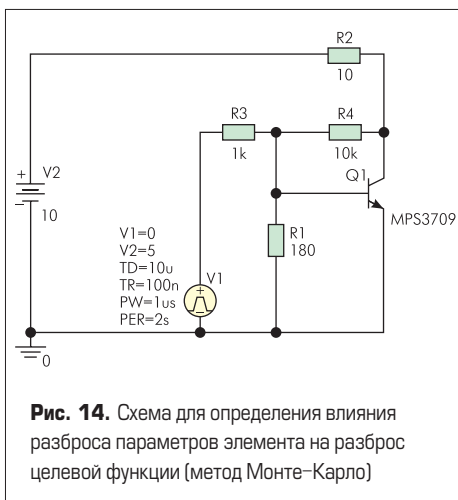 R2
10
R3
1k
R4
10k
Q1
MPS3709
+
V2
−
10
R1
180
V1=0
V2=5
TD=10u
TR=100n
PW=1us
PER=2s
V1
+
−
0
Рис. 14. Схема для определения влияния
разброса параметров элемента на разброс
целевой функции (метод Монте–Карло)